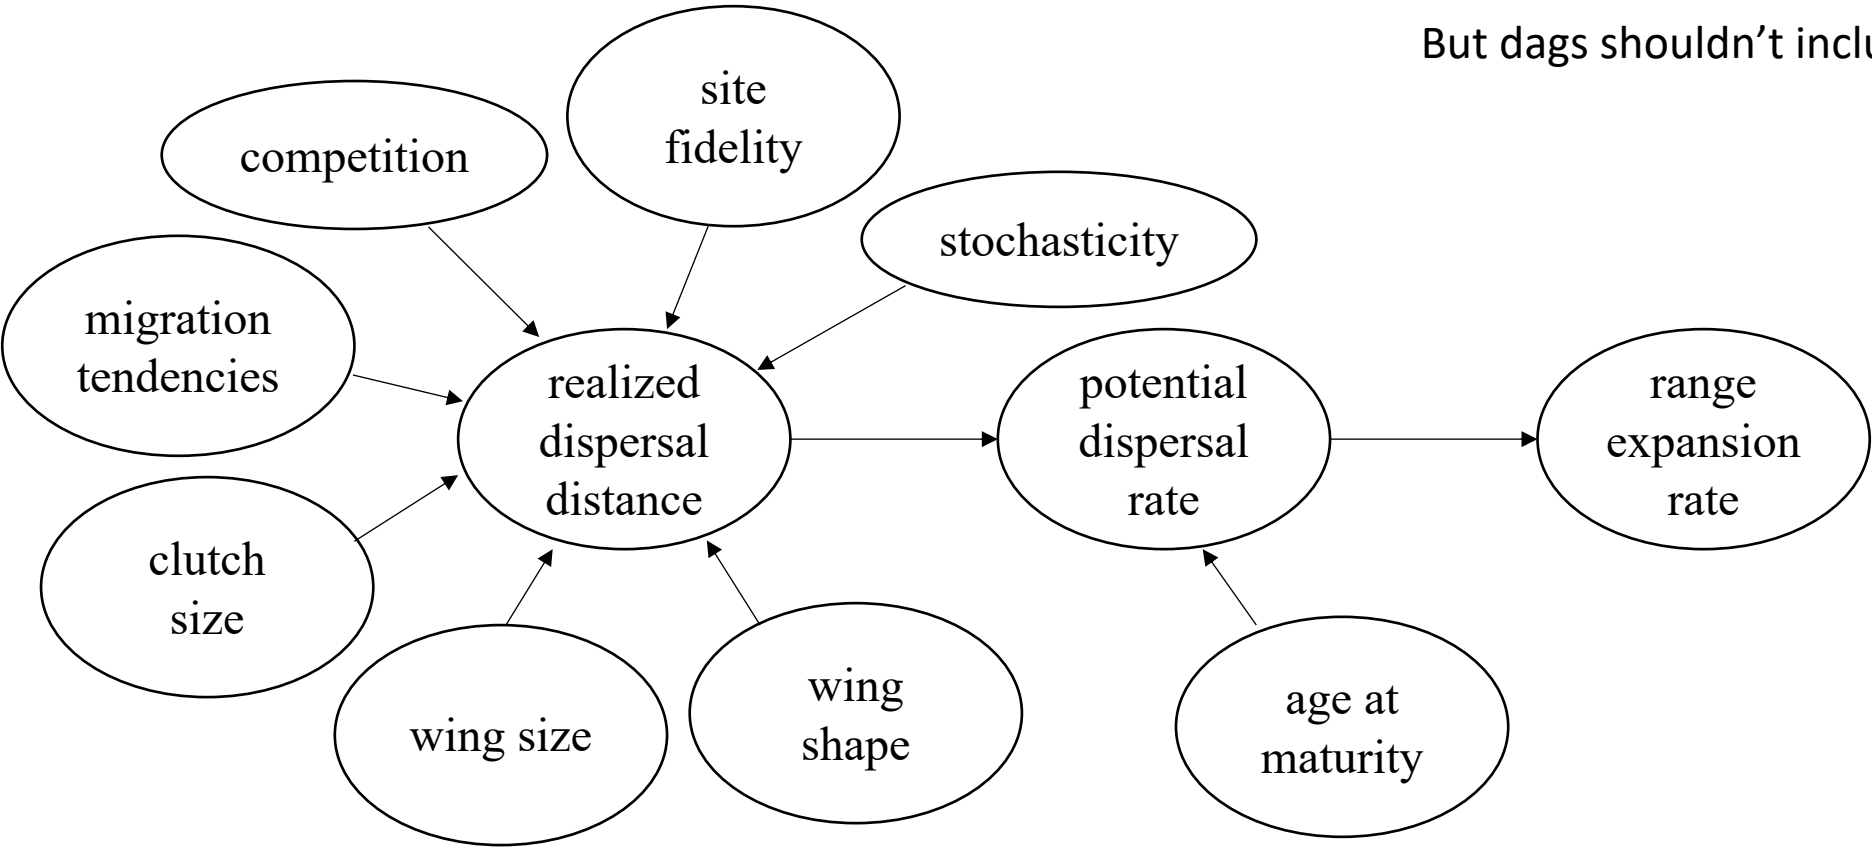 But dags shouldn’t
site
fidelity
competition
stochasticity
migration
tendencies
realized
dispersal
distance
potential
dispersal
rate
range
expansion
rate
clutch
size
wing size
wing
shape
age at
maturity